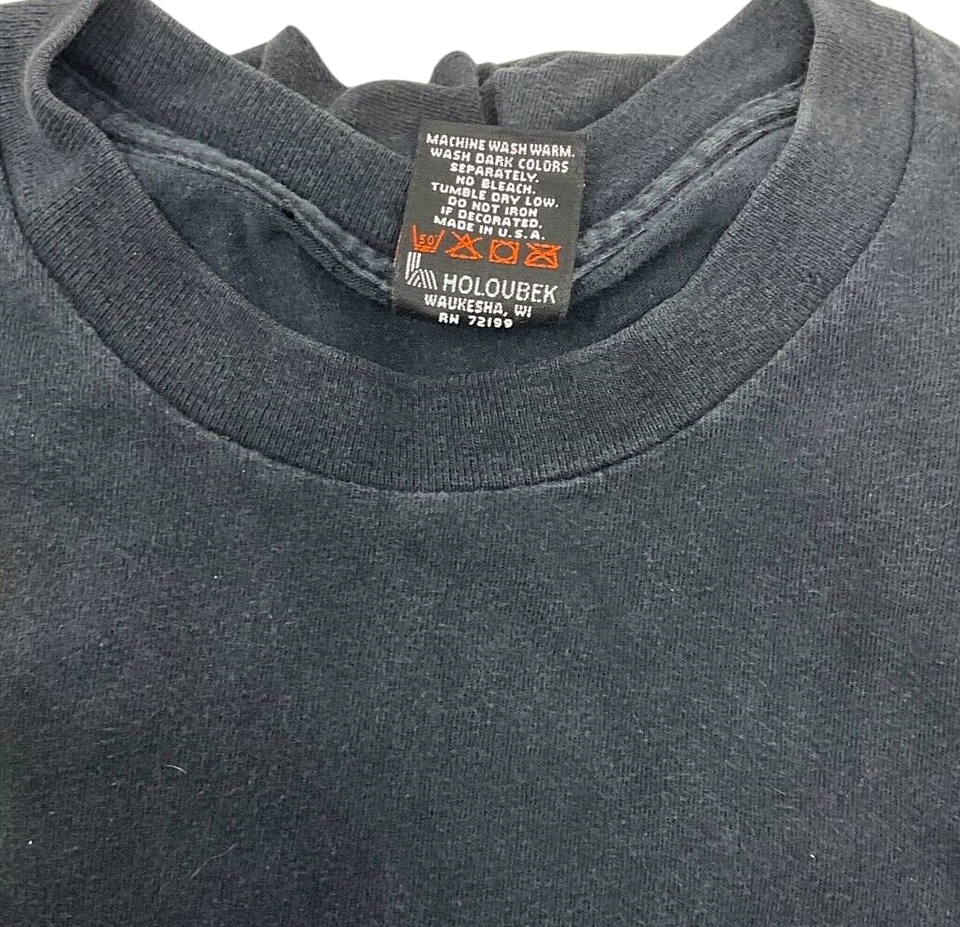 MACHINE WASH WARM.
WASH DARK COLORS
SEPARATELY.
NO BLEACH.
TUMBLE DRY LOW.
DO NOT IRON
IF DECORATED.
MADE IN U.S.A.
50
HOLOUBEK
WAUKESHA, WI
RN 72199